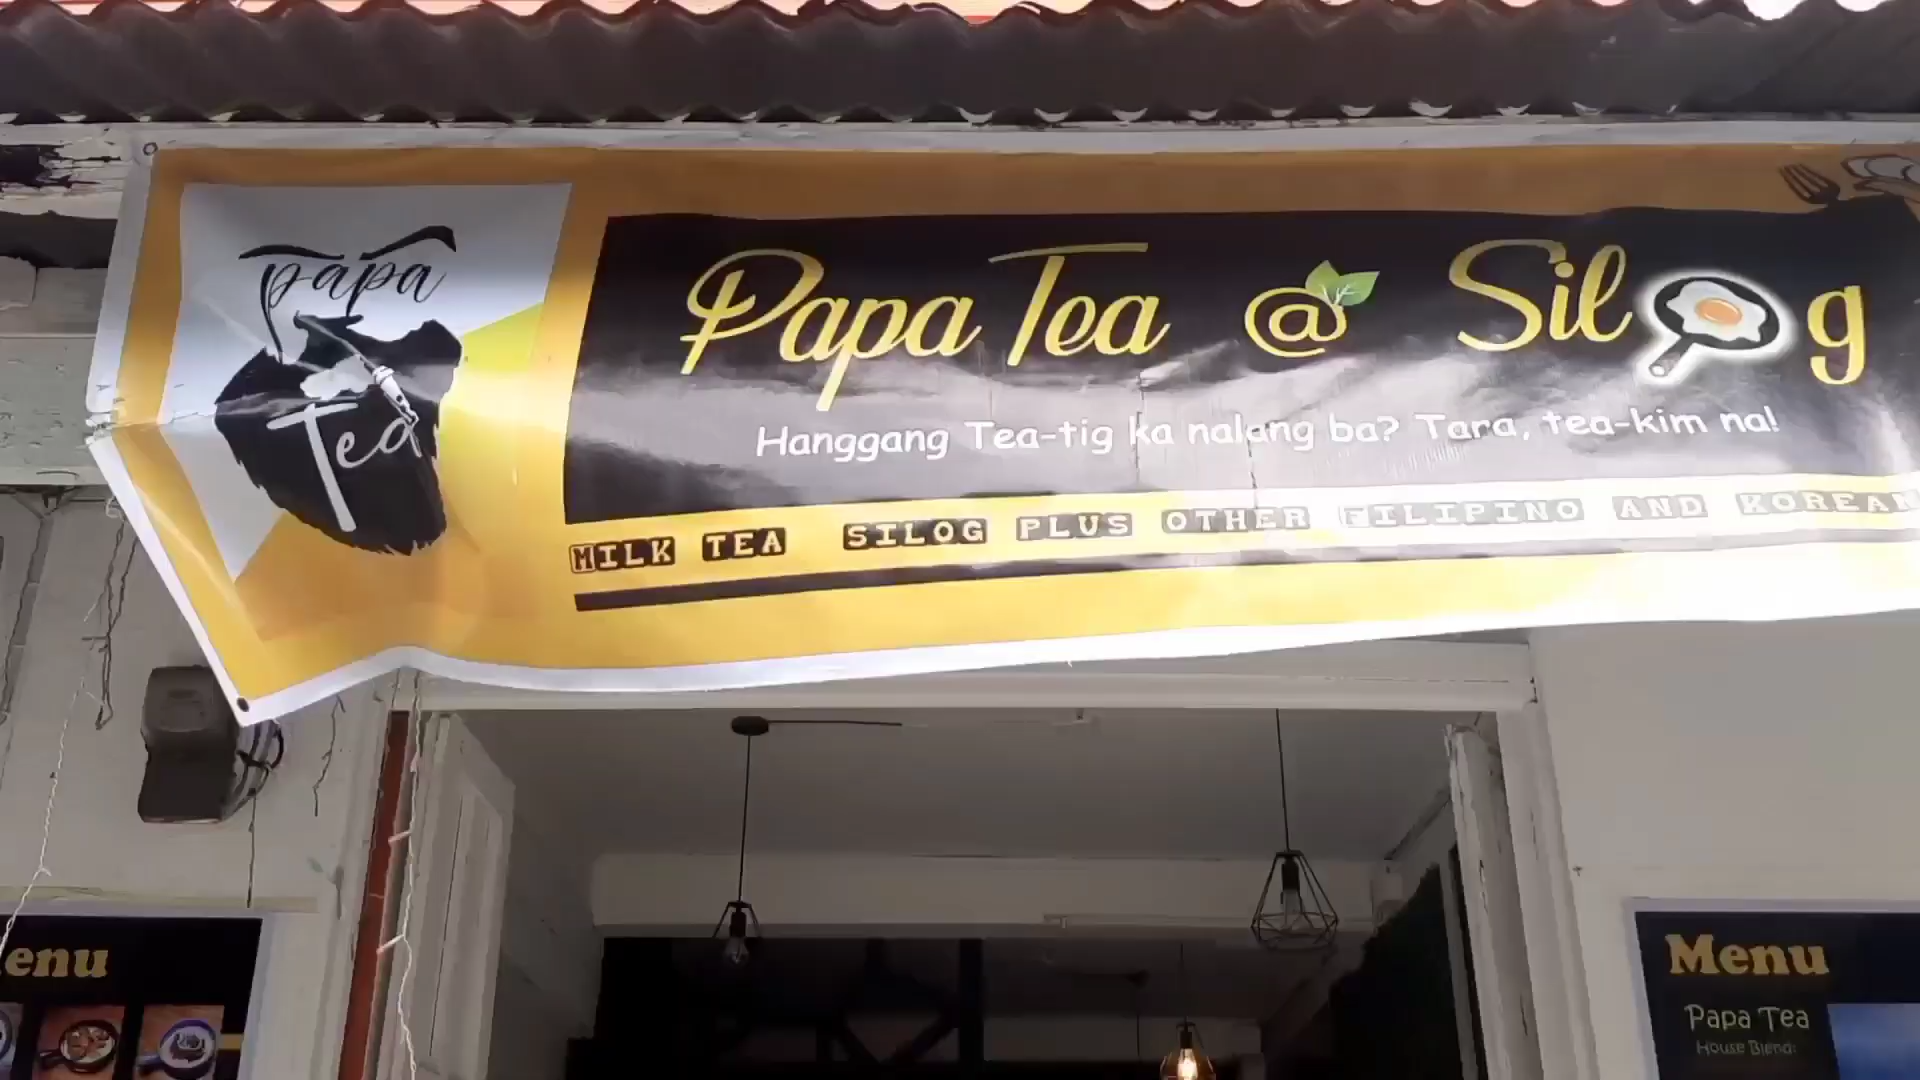 papa
Tea
Papa Tea @ Silog
Hanggang Tea-tig ka nalang ba? Tara, tea-kim na!
MILK TEA SILOG PLUS OTHER FILIPINO AND KOREAN
enu
Menu
Papa Tea
House Blend